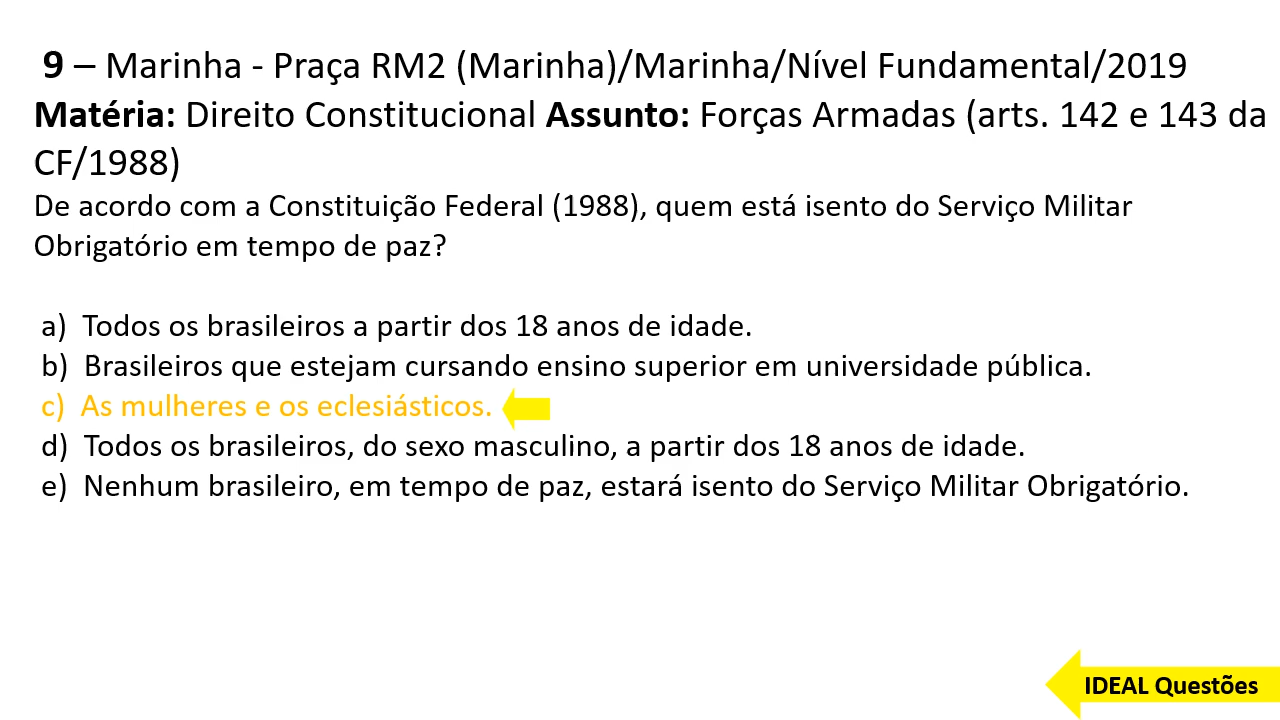 9 – Marinha - Praça RM2 (Marinha)/Marinha/Nível Fundamental/2019
Matéria: Direito Constitucional Assunto: Forças Armadas (arts. 142 e 143 da
CF/1988)
De acordo com a Constituição Federal (1988), quem está isento do Serviço Militar
Obrigatório em tempo de paz?
a) Todos os brasileiros a partir dos 18 anos de idade.
b) Brasileiros que estejam cursando ensino superior em universidade pública.
c) As mulheres e os eclesiásticos.
d) Todos os brasileiros, do sexo masculino, a partir dos 18 anos de idade.
e) Nenhum brasileiro, em tempo de paz, estará isento do Serviço Militar Obrigatório.
IDEAL Questões